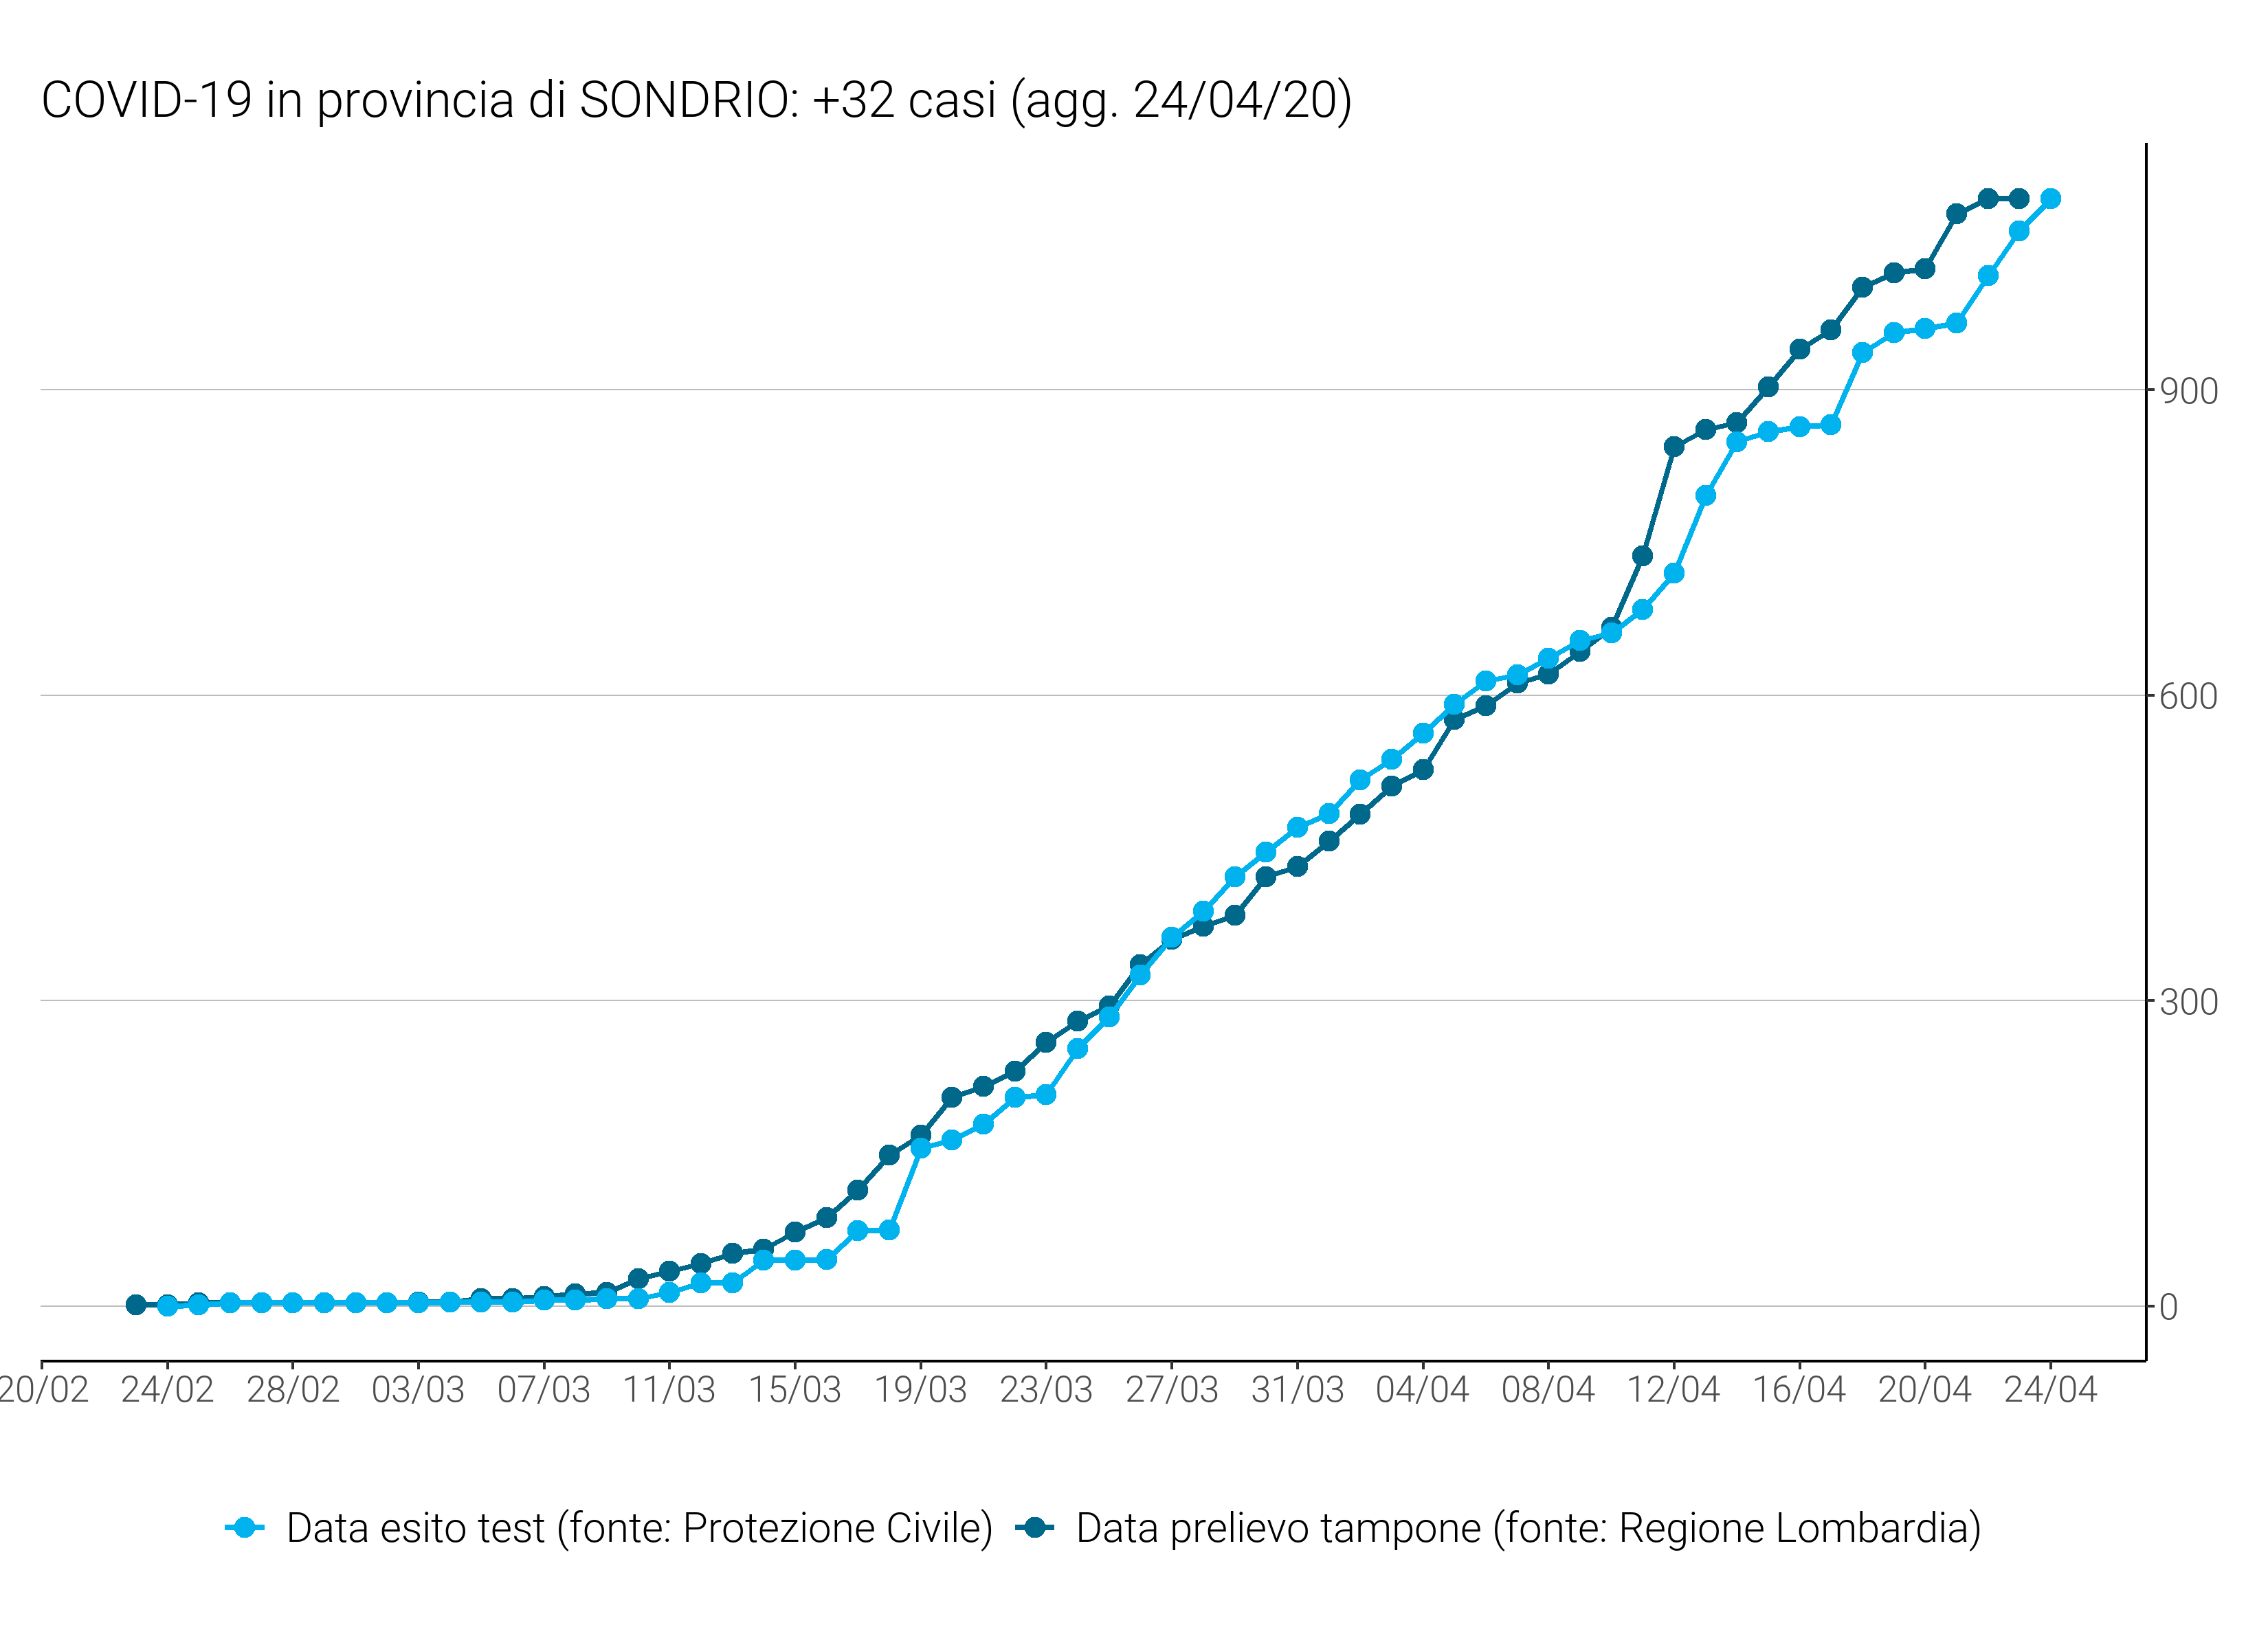 COVID-19 in provincia di SONDRIO: +32 casi (agg. 24/04/20)
900
600
300
0
20/02 24/02 28/02 03/03 07/03 11/03 15/03 19/03 23/03 27/03 31/03 04/04 08/04 12/04 16/04 20/04 24/04
Data esito test (fonte: Protezione Civile) Data prelievo tampone (fonte: Regione Lombardia)